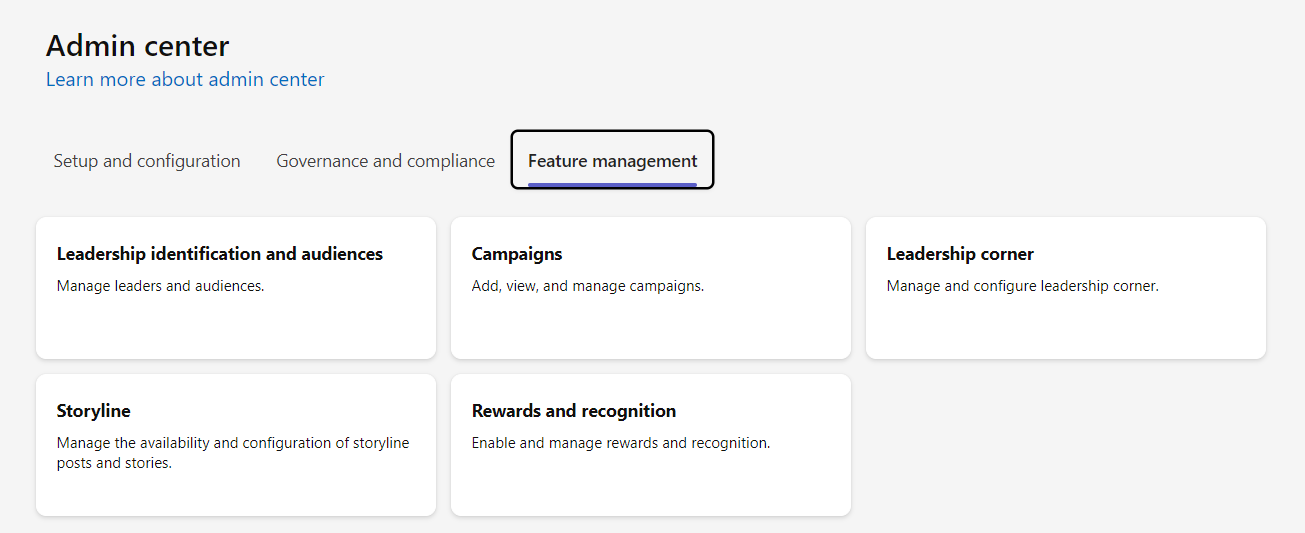 Admin center
Learn more about admin center
Setup and configuration
Governance and compliance
Feature management
Leadership identification and audiences
Manage leaders and audiences.
Campaigns
Add, view, and manage campaigns.
Leadership corner
Manage and configure leadership corner.
Storyline
Manage the availability and configuration of storyline
posts and stories.
Rewards and recognition
Enable and manage rewards and recognition.